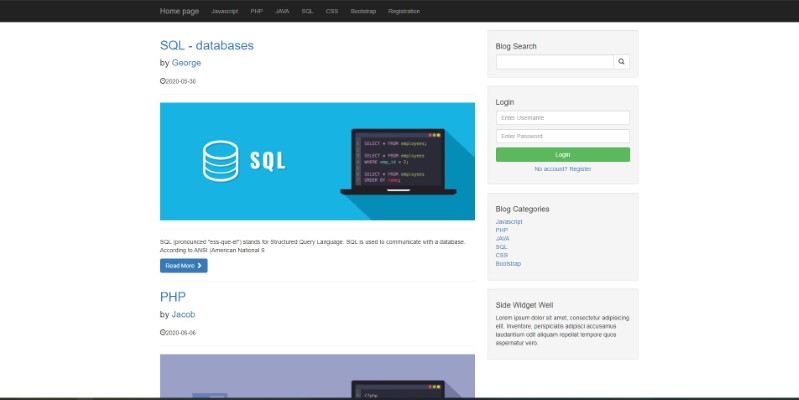 Home page Javascript PHP JAVA SQL CSS Bootstrap Registration
SQL - databases
by George
2020-05-30
SQL
SELECT * FROM employees;
SELECT * FROM employees
WHERE emp_id = 2;
SELECT * FROM employees
ORDER BY name;
SQL (pronounced "ess-que-el") stands for Structured Query Language. SQL is used to communicate with a database.
According to ANSI (American National S
Read More
PHP
by Jacob
2020-06-06
<?php
Blog Search
Login
Enter Username
Enter Password
Login
No account? Register
Blog Categories
Javascript
PHP
JAVA
SQL
CSS
Bootstrap
Side Widget Well
Lorem ipsum dolor sit amet, consectetur adipisicing
elit. Inventore, perspiciatis adipisci accusamus
laudantium odit aliquam repellat tempore quos
aspernatur vero.